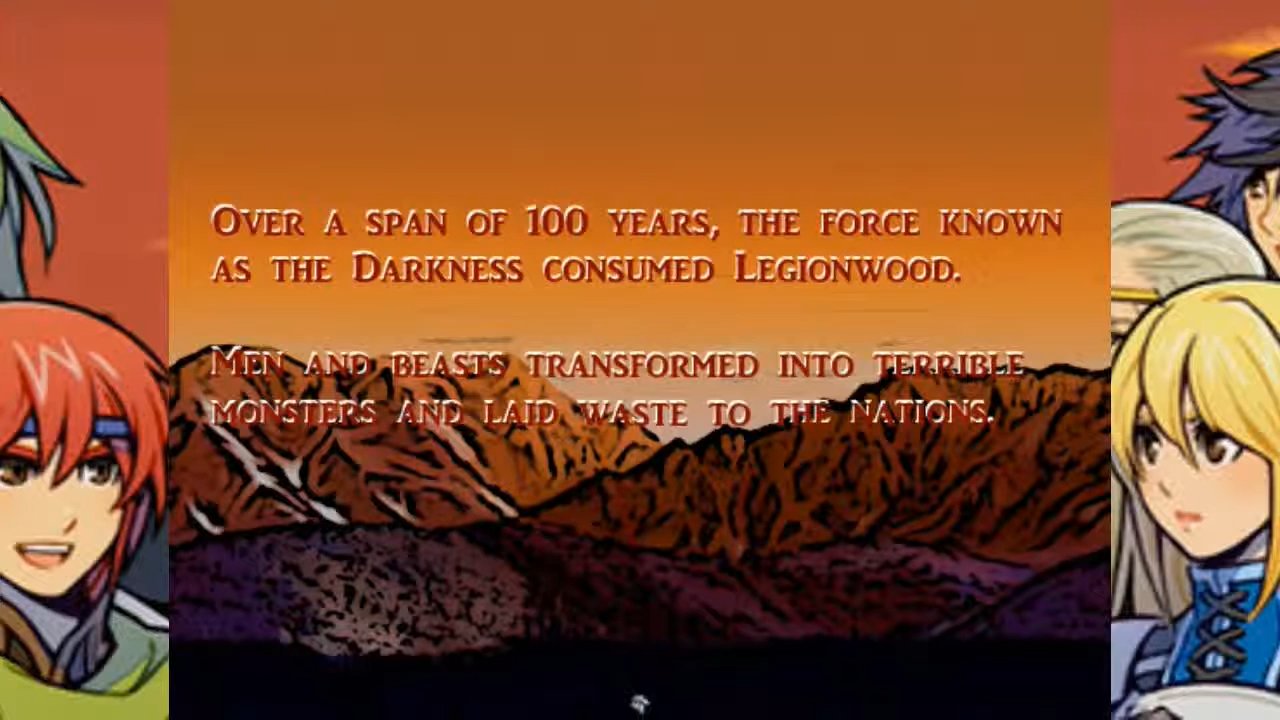 Over a span of 100 years, the force known
as the Darkness consumed Legionwood.
Men and beasts transformed into terrible
monsters and laid waste to the nations.